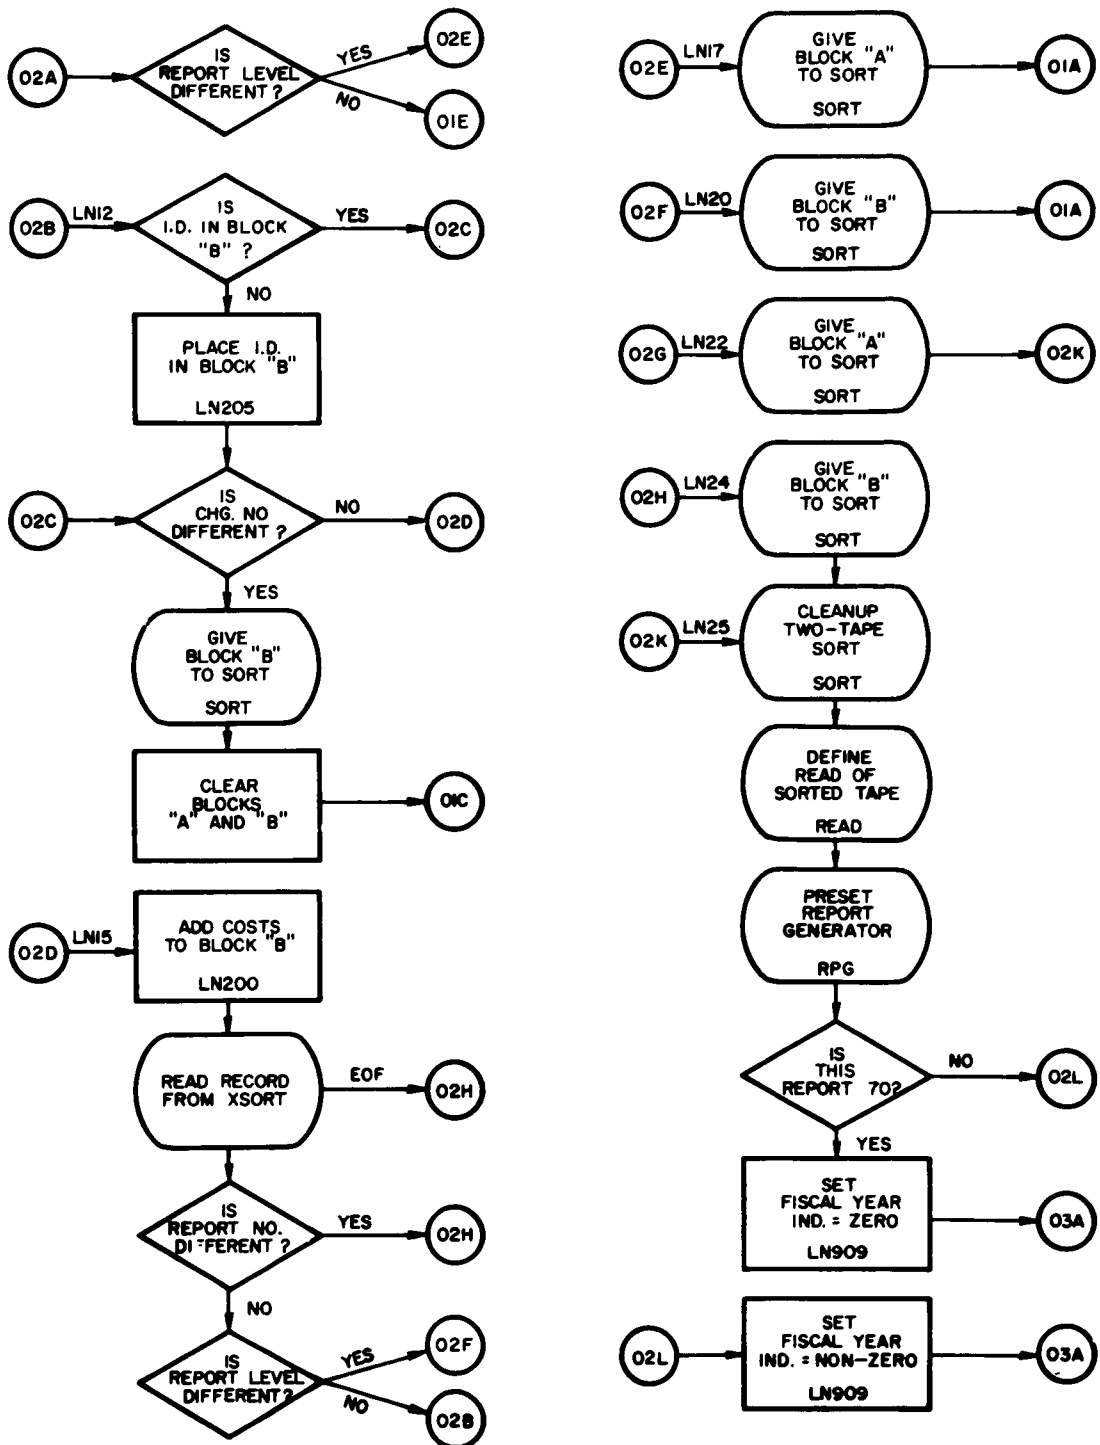 02A
IS
REPORT LEVEL
DIFFERENT?
YES
02E
NO
01E
02B
LN12
IS
I.D. IN BLOCK
"B" ?
YES
02C
NO
PLACE I.D.
IN BLOCK "B"
LN205
02C
IS
CHG. NO
DIFFERENT ?
NO
02D
YES
GIVE
BLOCK "B"
TO SORT
SORT
CLEAR
BLOCKS
"A" AND "B"
01C
02D
LN15
ADD COSTS
TO BLOCK "B"
LN200
READ RECORD
FROM XSORT
EOF
02H
IS
REPORT NO.
DIFFERENT ?
YES
02H
NO
IS
REPORT LEVEL
DIFFERENT?
YES
02F
NO
02B
02E
LN17
GIVE
BLOCK "A"
TO SORT
SORT
01A
02F
LN20
GIVE
BLOCK "B"
TO SORT
SORT
01A
02G
LN22
GIVE
BLOCK "A"
TO SORT
SORT
02K
02H
LN24
GIVE
BLOCK "B"
TO SORT
SORT
02K
LN25
CLEANUP
TWO-TAPE
SORT
SORT
DEFINE
READ OF
SORTED TAPE
READ
PRESET
REPORT
GENERATOR
RPG
IS
THIS
REPORT 70?
NO
02L
YES
SET
FISCAL YEAR
IND. = ZERO
LN909
03A
02L
SET
FISCAL YEAR
IND. = NON-ZERO
LN909
03A